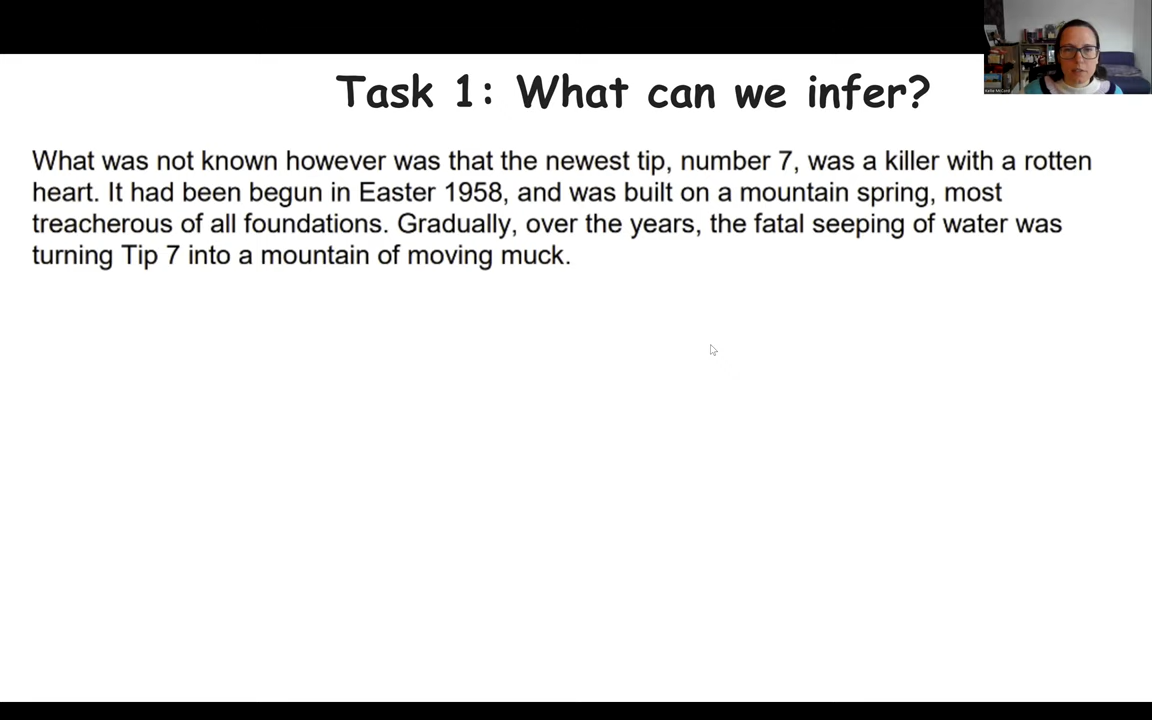 Task 1: What can we infer?
What was not known however was that the newest tip, number 7, was a killer with a rotten
heart. It had been begun in Easter 1958, and was built on a mountain spring, most
treacherous of all foundations. Gradually, over the years, the fatal seeping of water was
turning Tip 7 into a mountain of moving muck.